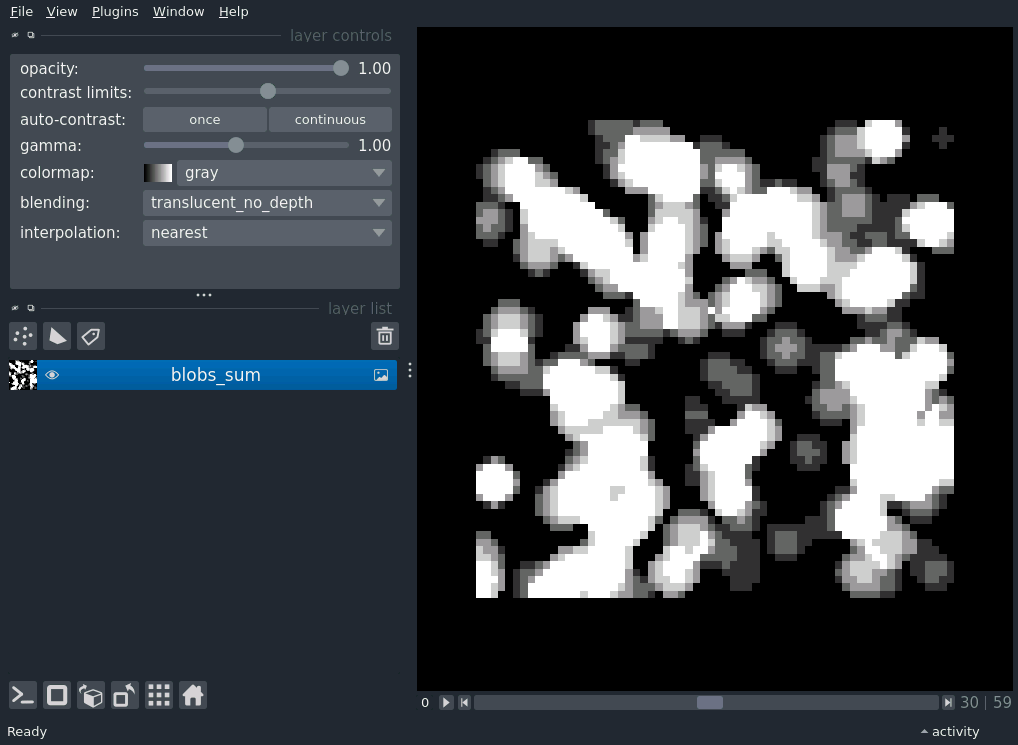 File View Plugins Window Help
layer controls
opacity: 1.00
contrast limits:
auto-contrast: once continuous
gamma: 1.00
colormap: gray
blending: translucent_no_depth
interpolation: nearest
layer list
blobs_sum
0 30 | 59
Ready activity